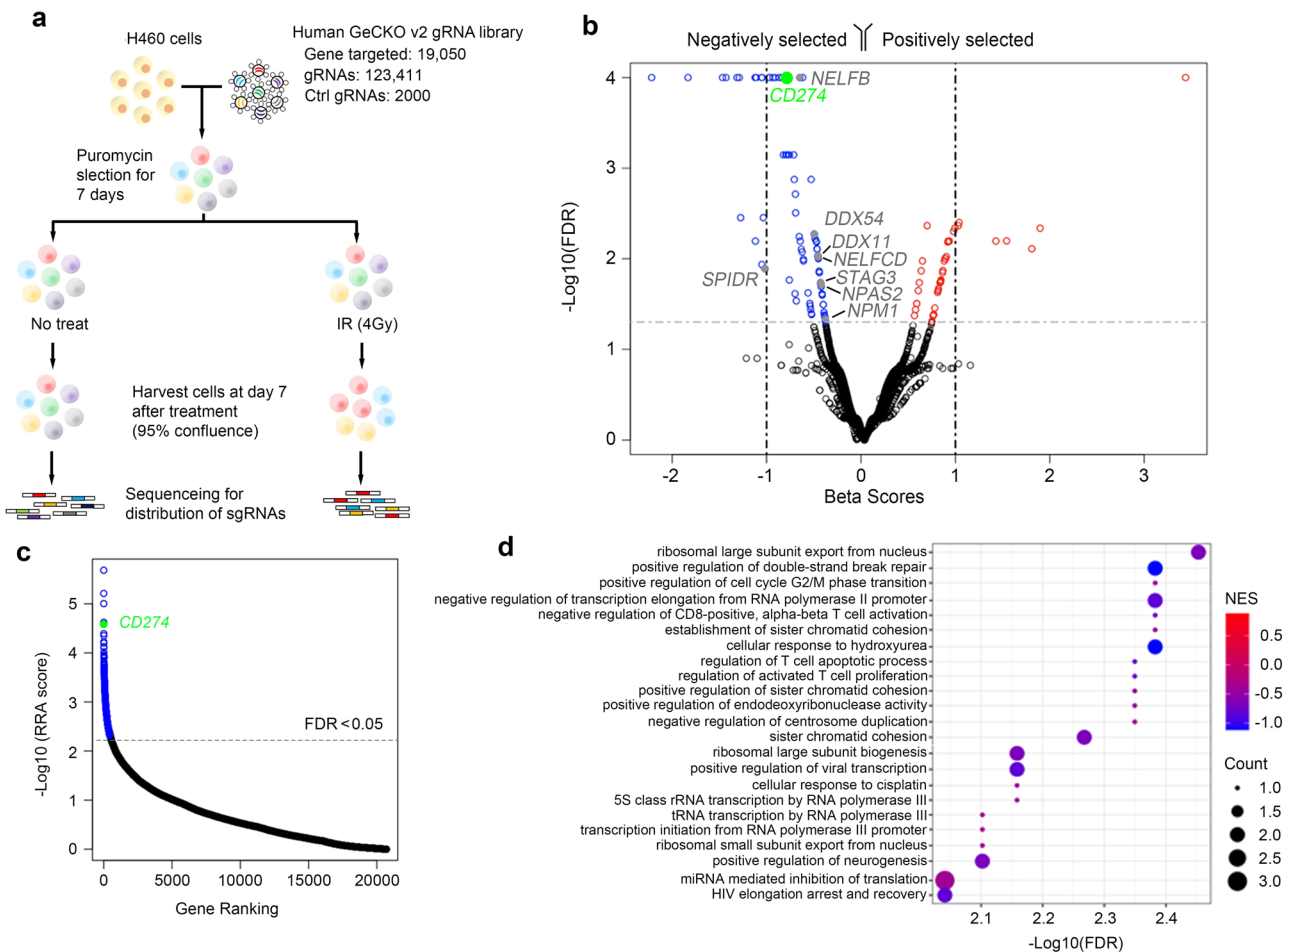 a
H460 cells
Human GeCKO v2 gRNA library
Gene targeted: 19,050
gRNAs: 123,411
Ctrl gRNAs: 2000
Puromycin
slection for
7 days
No treat
IR (4Gy)
Harvest cells at day 7
after treatment
(95% confluence)
Sequenceing for
distribution of sgRNAs
b
Negatively selected
Positively selected
-Log10(FDR)
4
3
2
1
0
NELFB
CD274
DDX54
DDX11
NELFCD
SPIDR
STAG3
NPAS2
NPM1
-2
-1
0
1
2
3
Beta Scores
c
-Log10 (RRA score)
5
4
3
2
1
0
CD274
FDR<0.05
0
5000
10000
15000
20000
Gene Ranking
d
ribosomal large subunit export from nucleus
positive regulation of double-strand break repair
positive regulation of cell cycle G2/M phase transition
negative regulation of transcription elongation from RNA polymerase II promoter
negative regulation of CD8-positive, alpha-beta T cell activation
establishment of sister chromatid cohesion
cellular response to hydroxyurea
regulation of T cell apoptotic process
regulation of activated T cell proliferation
positive regulation of sister chromatid cohesion
positive regulation of endodeoxyribonuclease activity
negative regulation of centrosome duplication
sister chromatid cohesion
ribosomal large subunit biogenesis
positive regulation of viral transcription
cellular response to cisplatin
5S class rRNA transcription by RNA polymerase III
tRNA transcription by RNA polymerase III
transcription initiation from RNA polymerase III promoter
ribosomal small subunit export from nucleus
positive regulation of neurogenesis
miRNA mediated inhibition of translation
HIV elongation arrest and recovery
2.1
2.2
2.3
2.4
-Log10(FDR)
NES
0.5
0.0
-0.5
-1.0
Count
1.0
1.5
2.0
2.5
3.0